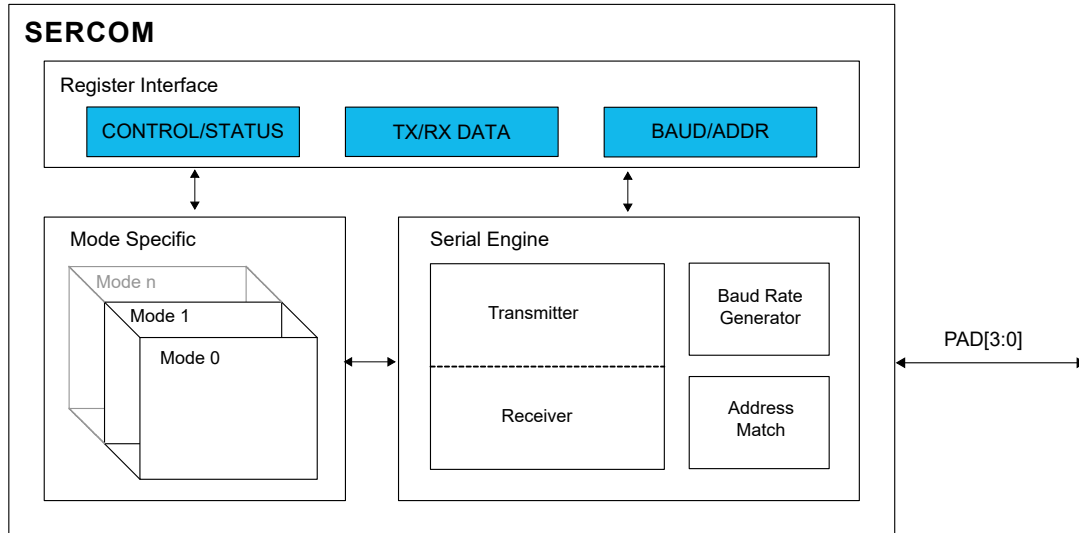 SERCOM
Register Interface
CONTROL/STATUS
TX/RX DATA
BAUD/ADDR
Mode Specific
Mode n
Mode 1
Mode 0
Serial Engine
Transmitter
Receiver
Baud Rate
Generator
Address
Match
PAD[3:0]